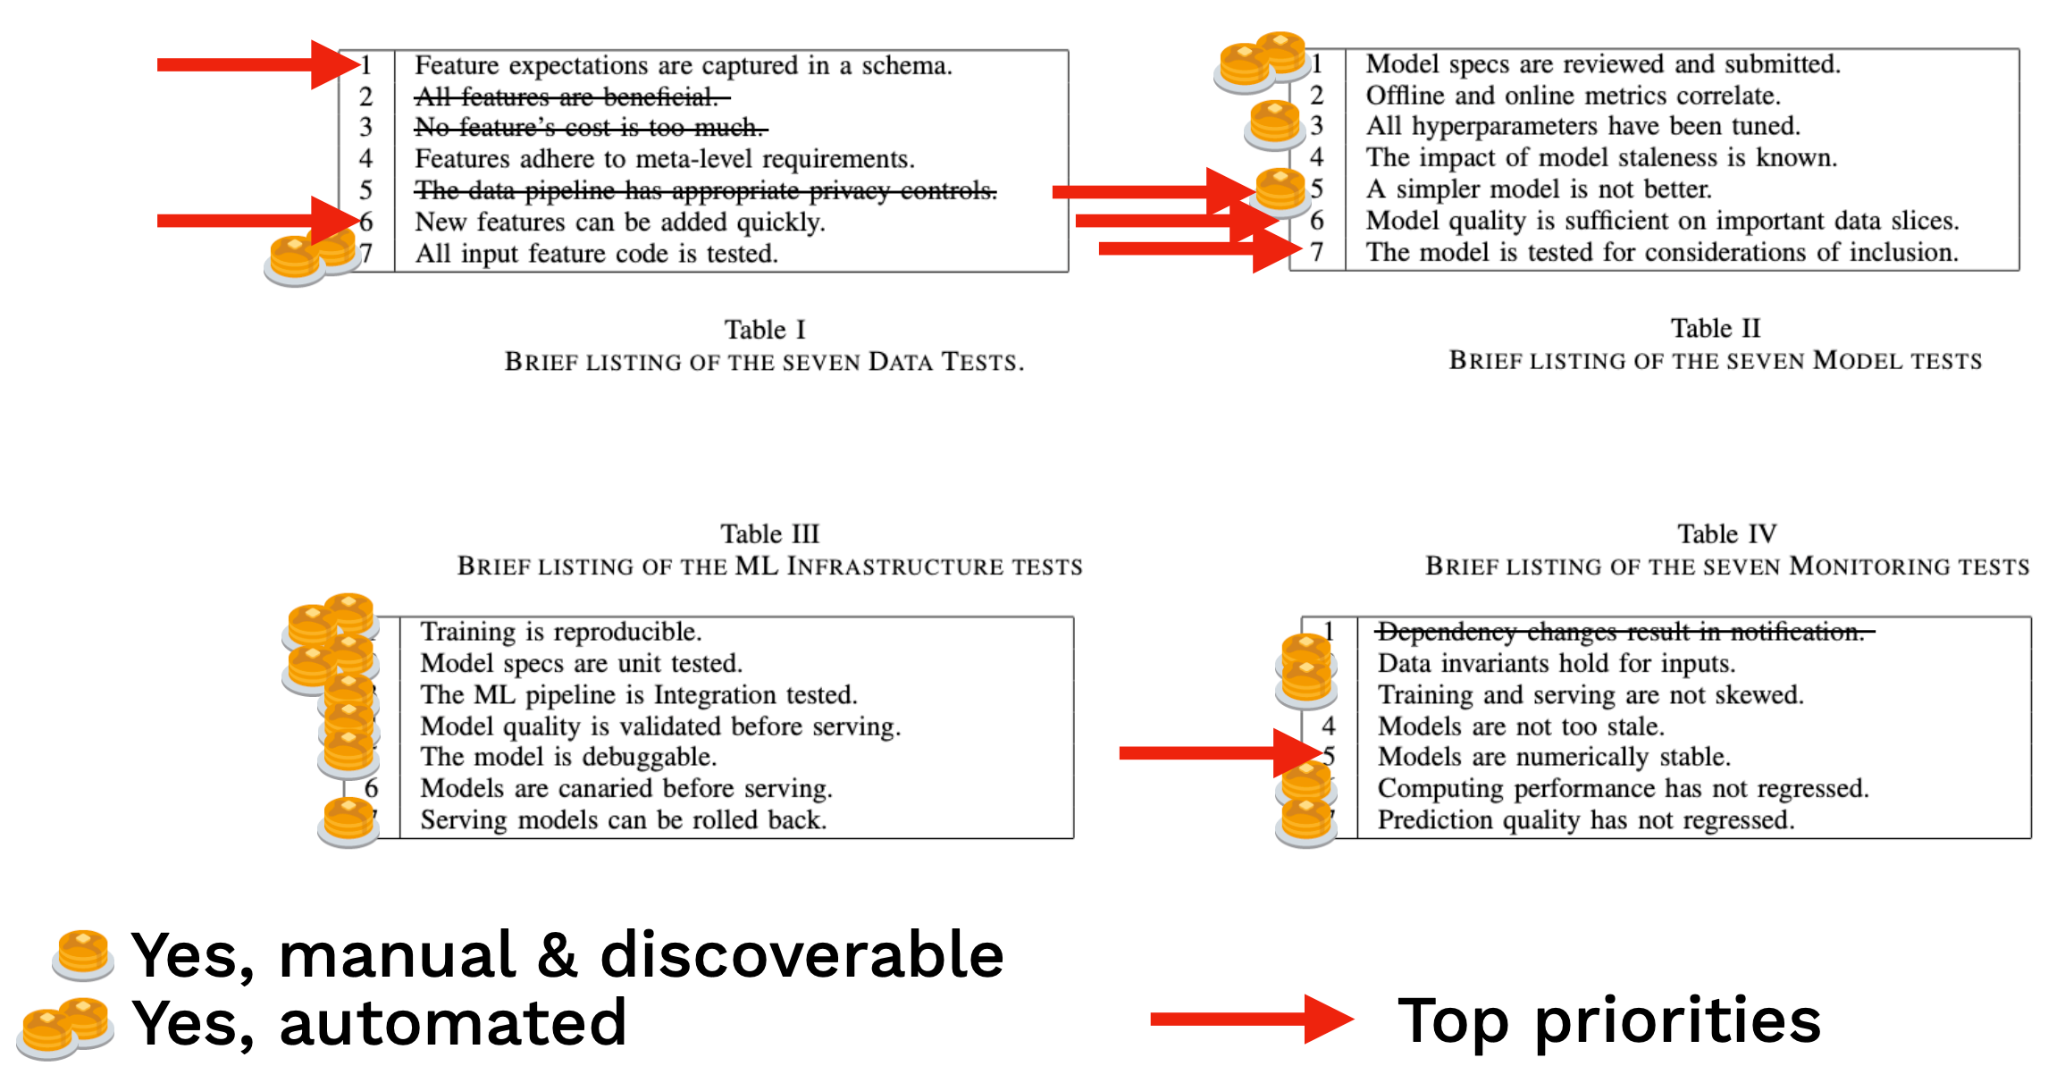 1 Feature expectations are captured in a schema.
2 All features are beneficial.
3 No feature's cost is too much.
4 Features adhere to meta-level requirements.
5 The data pipeline has appropriate privacy controls.
6 New features can be added quickly.
7 All input feature code is tested.
Table I
BRIEF LISTING OF THE SEVEN DATA TESTS.
1 Model specs are reviewed and submitted.
2 Offline and online metrics correlate.
3 All hyperparameters have been tuned.
4 The impact of model staleness is known.
5 A simpler model is not better.
6 Model quality is sufficient on important data slices.
7 The model is tested for considerations of inclusion.
Table II
BRIEF LISTING OF THE SEVEN MODEL TESTS
Table III
BRIEF LISTING OF THE ML INFRASTRUCTURE TESTS
Training is reproducible.
Model specs are unit tested.
The ML pipeline is Integration tested.
Model quality is validated before serving.
The model is debuggable.
6 Models are canaried before serving.
Serving models can be rolled back.
Table IV
BRIEF LISTING OF THE SEVEN MONITORING TESTS
1 Dependency changes result in notification.
Data invariants hold for inputs.
Training and serving are not skewed.
4 Models are not too stale.
5 Models are numerically stable.
Computing performance has not regressed.
Prediction quality has not regressed.
Yes, manual & discoverable
Yes, automated
Top priorities